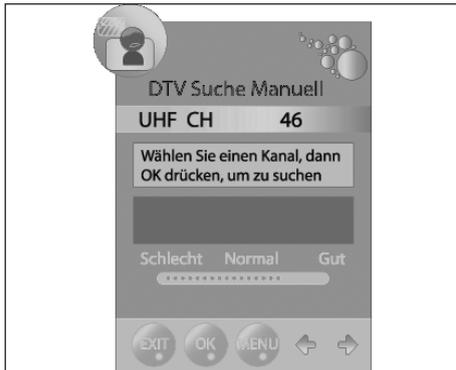 DTV Suche Manuell
UHF CH 46
Wählen Sie einen Kanal, dann
OK drücken, um zu suchen
Schlecht Normal Gut
EXIT OK MENU